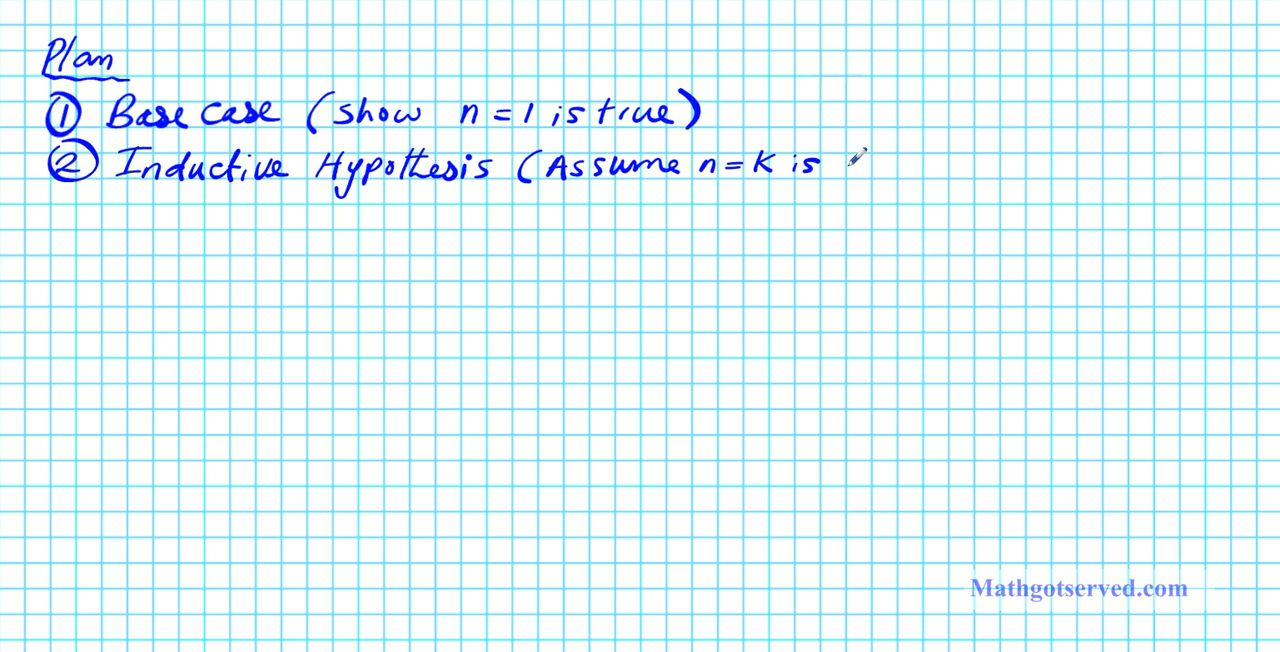 Plan
① Base case (show n = 1 is true)
② Inductive Hypothesis (Assume n = K is
Mathgotserved.com